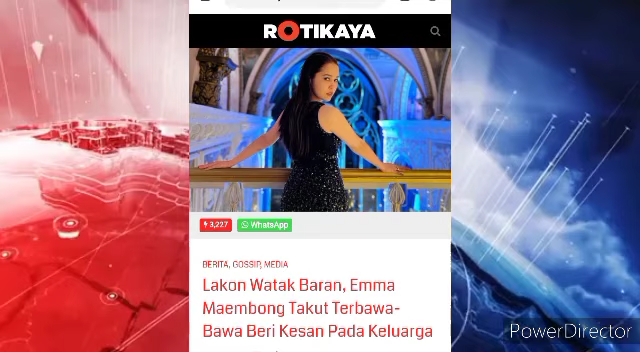 ROTIKAYA
3,227
WhatsApp
BERITA, GOSSIP, MEDIA
Lakon Watak Baran, Emma
Maembong Takut Terbawa-
Bawa Beri Kesan Pada Keluarga
PowerDirector